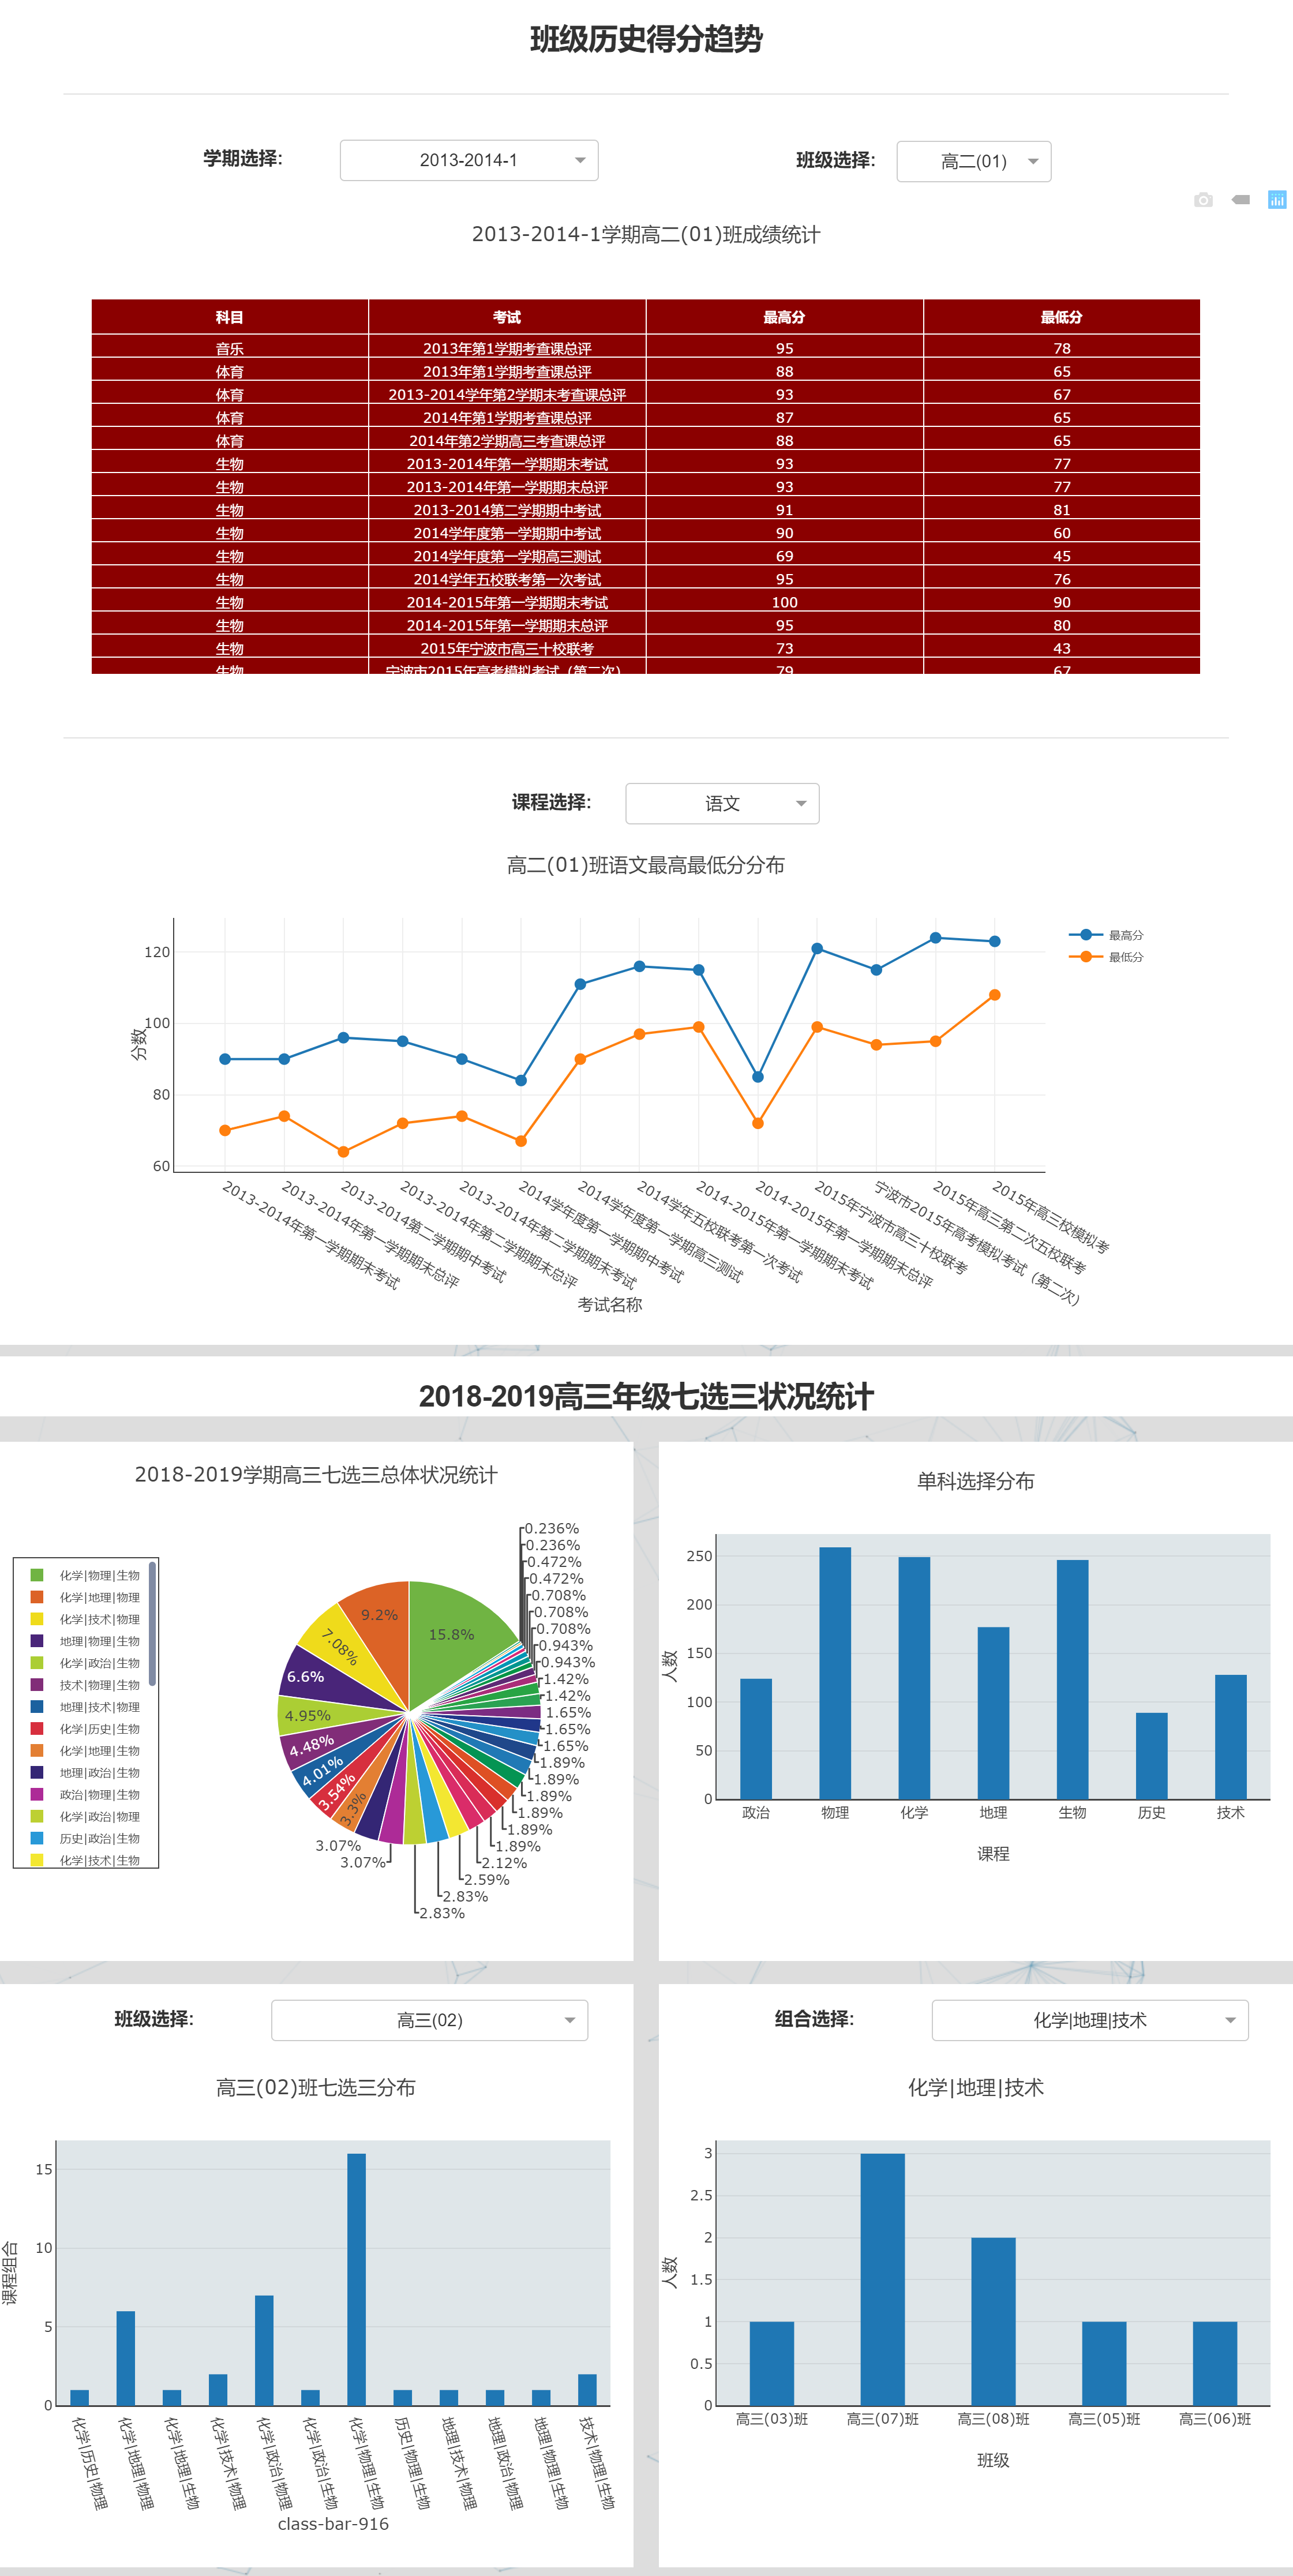 班级历史得分趋势
学期选择: 2013-2014-1 班级选择: 高二(01)
2013-2014-1学期高二(01)班成绩统计
科目 考试 最高分 最低分
音乐 2013年第1学期考查课总评 95 78
体育 2013年第1学期考查课总评 88 65
体育 2013-2014学年第2学期末考查课总评 93 67
体育 2014年第1学期考查课总评 87 65
体育 2014年第2学期高三考查课总评 88 65
生物 2013-2014年第一学期期末考试 93 77
生物 2013-2014年第一学期期末总评 93 77
生物 2013-2014第二学期期中考试 91 81
生物 2014学年度第一学期期中考试 90 60
生物 2014学年度第一学期高三测试 69 45
生物 2014学年五校联考第一次考试 95 76
生物 2014-2015年第一学期期末考试 100 90
生物 2014-2015年第一学期期末总评 95 80
生物 2015年宁波市高三十校联考 73 43
生物 宁波市2015年高考模拟考试（第二次） 79 67
课程选择: 语文
高二(01)班语文最高最低分分布
最高分
最低分
120
100
80
60
分数
2013-2014年第一学期期末考试
2013-2014年第一学期期末总评
2013-2014第二学期期中考试
2013-2014年第二学期期末总评
2013-2014年第二学期期末考试
2014学年度第一学期期中考试
2014学年度第一学期高三测试
2014学年五校联考第一次考试
2014-2015年第一学期期末考试
2014-2015年第一学期期末总评
2015年宁波市高三十校联考
宁波市2015年高考模拟考试（第二次）
2015年高三第二次五校联考
2015年高三校模拟考
考试名称
2018-2019高三年级七选三状况统计
2018-2019学期高三七选三总体状况统计
化学|物理|生物
化学|地理|物理
化学|技术|物理
地理|物理|生物
化学|政治|生物
技术|物理|生物
地理|技术|物理
化学|历史|生物
化学|地理|生物
地理|政治|生物
政治|物理|生物
化学|政治|物理
历史|政治|生物
化学|技术|生物
0.236%
0.236%
0.472%
0.472%
0.708%
0.708%
0.708%
0.943%
0.943%
1.42%
1.42%
1.65%
1.65%
1.65%
1.89%
1.89%
1.89%
1.89%
1.89%
1.89%
2.12%
2.59%
2.83%
2.83%
3.07%
3.07%
3.3%
3.54%
4.01%
4.48%
4.95%
6.6%
7.08%
9.2%
15.8%
单科选择分布
250
200
150
100
50
0
人数
政治 物理 化学 地理 生物 历史 技术
课程
班级选择: 高三(02)
高三(02)班七选三分布
15
10
5
0
课程组合
化学|历史|物理
化学|地理|物理
化学|地理|生物
化学|技术|物理
化学|政治|物理
化学|政治|生物
化学|物理|生物
历史|物理|生物
地理|技术|物理
地理|政治|物理
地理|物理|生物
技术|物理|生物
class-bar-916
组合选择: 化学|地理|技术
化学|地理|技术
3
2.5
2
1.5
1
0.5
0
人数
高三(03)班 高三(07)班 高三(08)班 高三(05)班 高三(06)班
班级